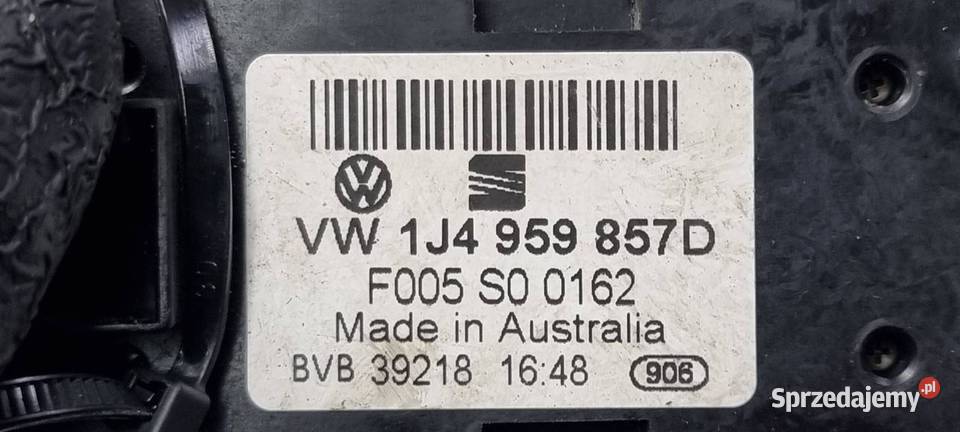 VW 1J4 959 857D
F005 S0 0162
Made in Australia
BVB 39218 16:48 906
Sprzedajemy.pl